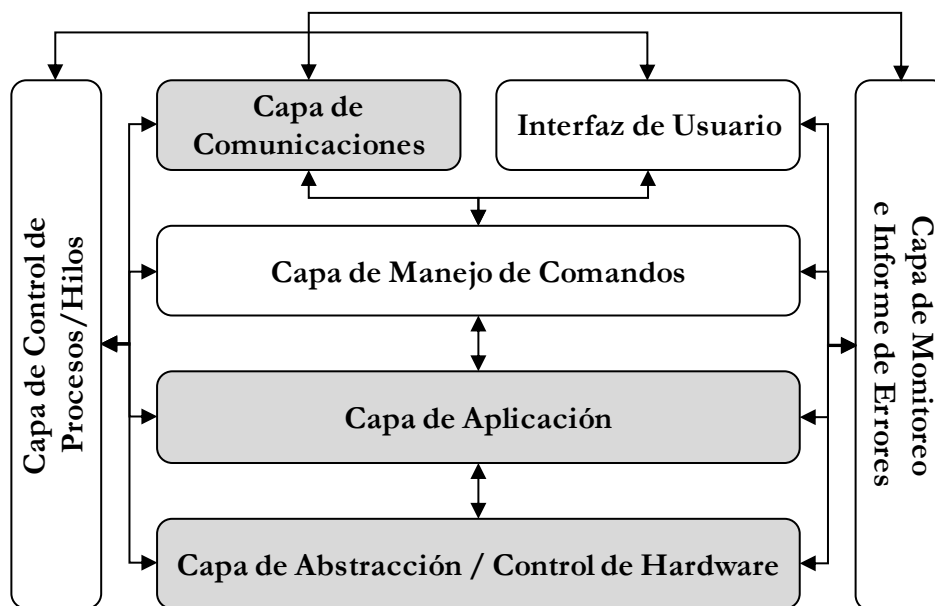 Capa de
Comunicaciones
Interfaz de Usuario
Capa de Manejo de Comandos
Capa de Aplicación
Capa de Abstracción / Control de Hardware
Capa de Control de
Procesos/Hilos
Capa de Monitoreo
e Informe de Errores